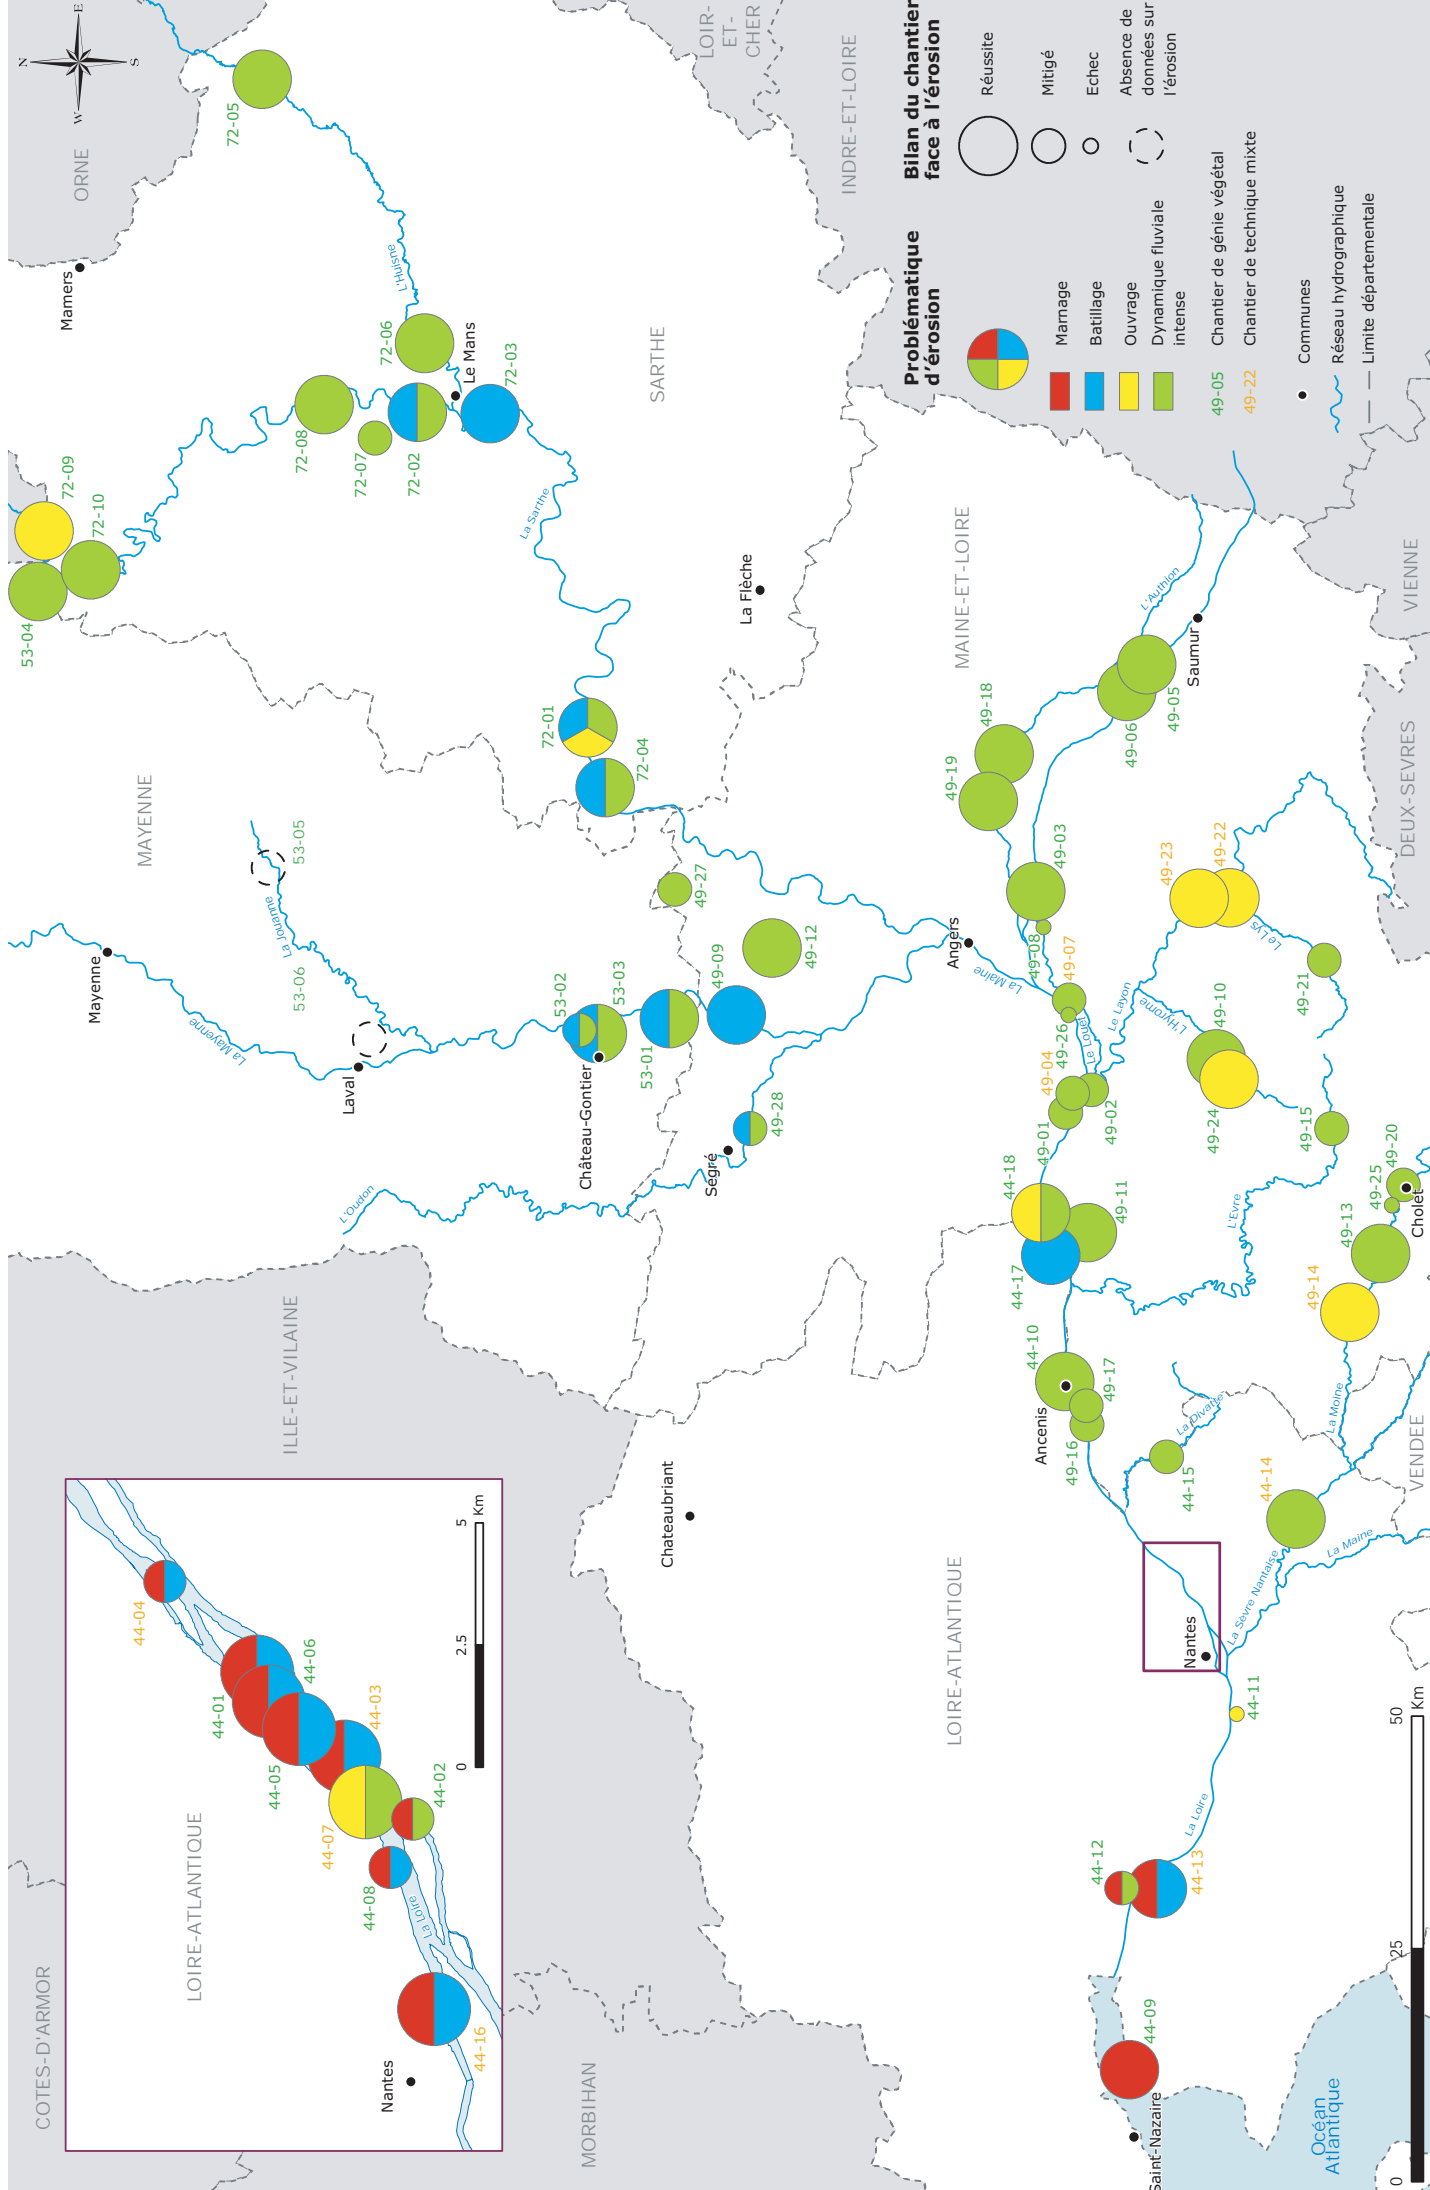 COTES-D'ARMOR
ILLE-ET-VILAINE
MAYENNE
ORNE
N
E
S
W
LOIR-
ET-
CHER
INDRE-ET-LOIRE
SARTHE
MAINE-ET-LOIRE
MORBIHAN
LOIRE-ATLANTIQUE
VENDEE
DEUX-SEVRES
VIENNE
LOIRE-ATLANTIQUE
Nantes
La Loire
44-16
44-08
44-02
44-07
44-03
44-05
44-01
44-06
44-04
0
2.5
5
Km
Mayenne
La Mayenne
Laval
La Jouanne
53-06
53-05
L'Oudon
Château-Gontier
53-02
53-03
53-01
49-09
49-12
49-27
49-28
Segré
53-04
72-09
72-10
Mamers
72-05
L'Huisne
72-08
72-07
72-02
72-06
Le Mans
72-03
La Sarthe
72-01
72-04
La Flèche
Chateaubriant
Angers
La Maine
49-19
49-18
49-03
49-08
49-07
49-26
Le Louet
49-04
49-01
49-02
Le Layon
L'Hyrome
49-10
49-24
49-23
49-22
Le Lys
49-21
49-06
49-05
L'Authion
Saumur
44-18
44-17
49-11
44-10
Ancenis
49-17
49-16
44-15
La Divatte
L'Evre
49-15
49-20
49-25
Cholet
49-13
49-14
La Moine
44-14
La Maine
La Sèvre Nantaise
Nantes
44-11
La Loire
44-12
44-13
44-09
Saint-Nazaire
Océan
Atlantique
0
25
50
Km
Problématique
d'érosion
Marnage
Batillage
Ouvrage
Dynamique fluviale
intense
49-05
Chantier de génie végétal
49-22
Chantier de technique mixte
Communes
Réseau hydrographique
Limite départementale
Bilan du chantier
face à l'érosion
Réussite
Mitigé
Echec
Absence de
données sur
l'érosion